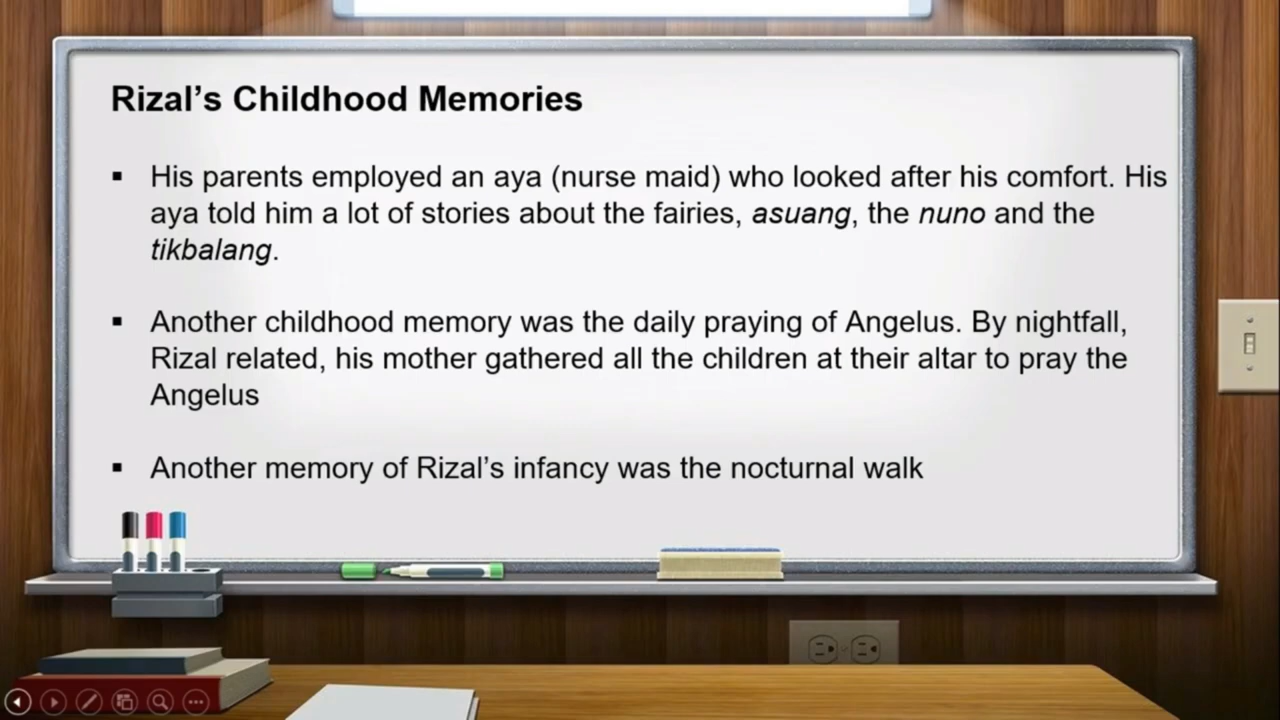 Rizal’s Childhood Memories
▪ His parents employed an aya (nurse maid) who looked after his comfort. His
aya told him a lot of stories about the fairies, asuang, the nuno and the
tikbalang.
▪ Another childhood memory was the daily praying of Angelus. By nightfall,
Rizal related, his mother gathered all the children at their altar to pray the
Angelus
▪ Another memory of Rizal’s infancy was the nocturnal walk